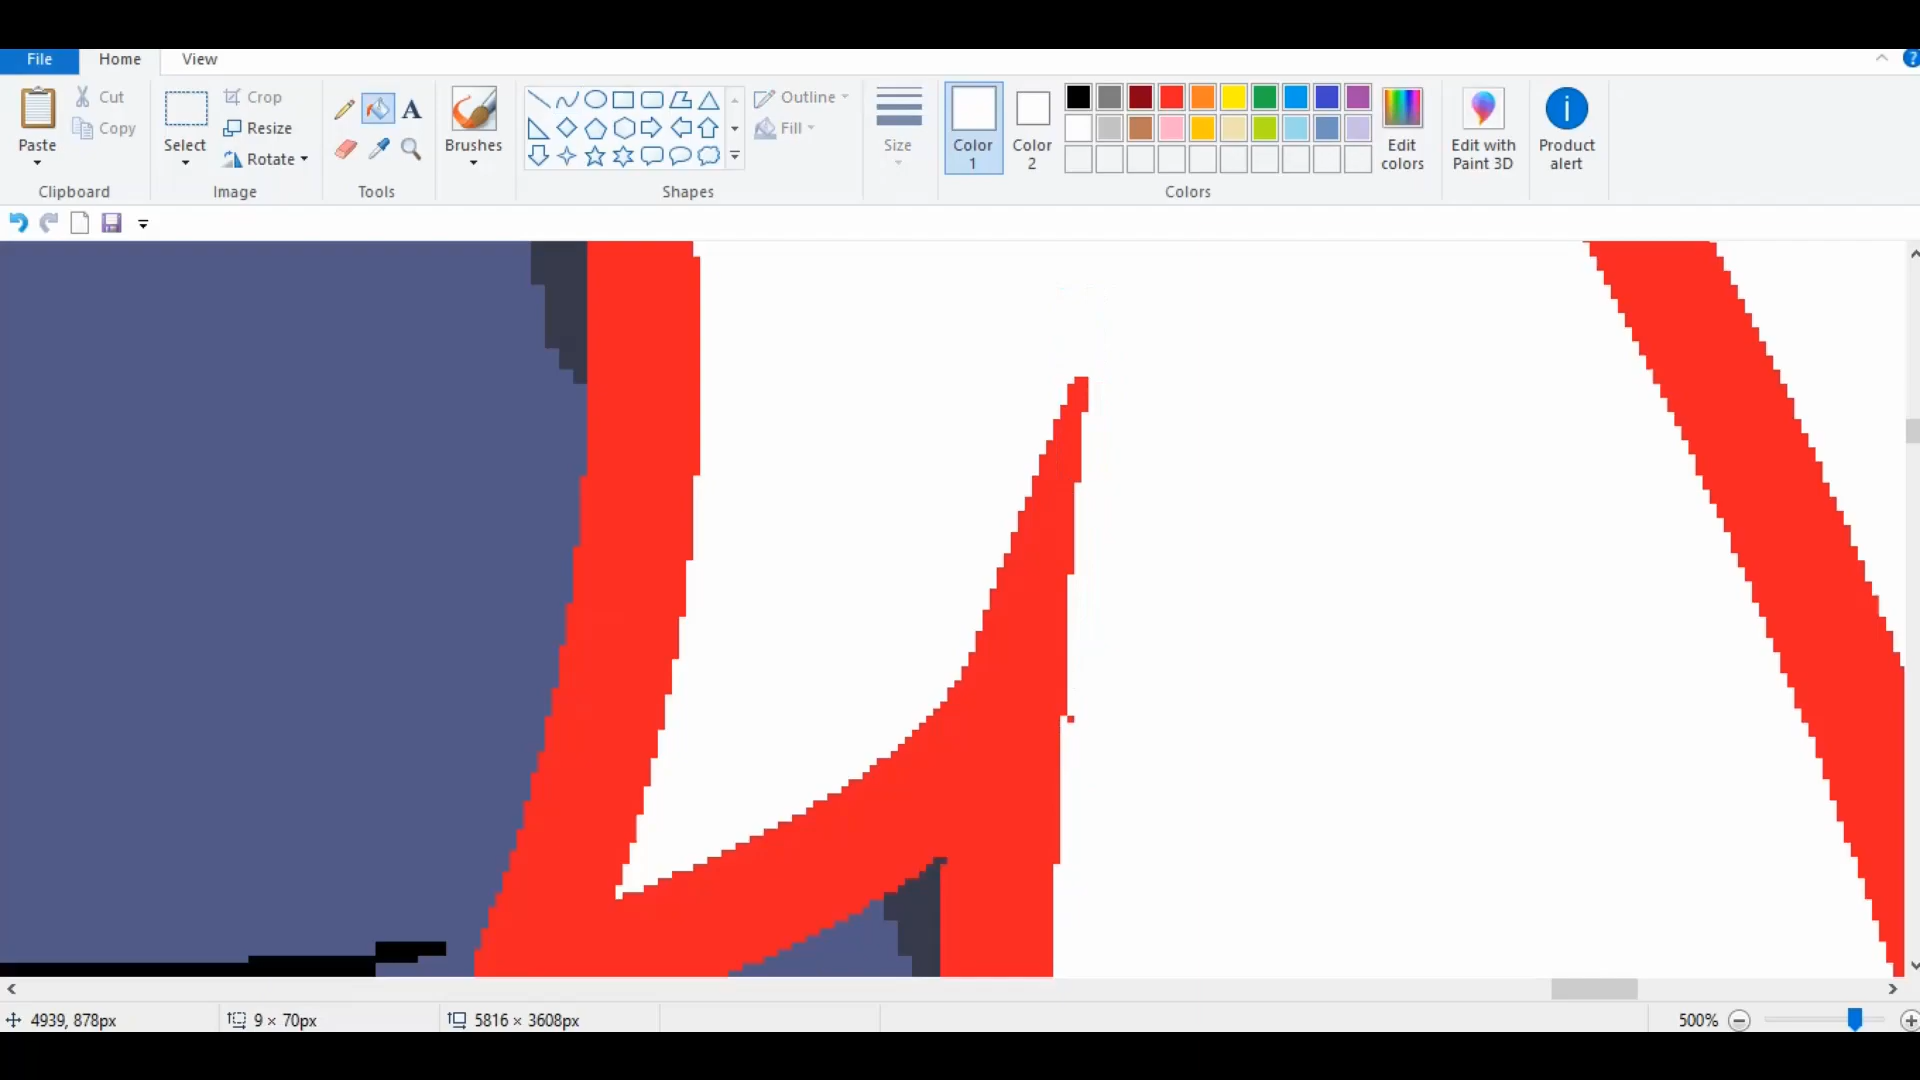 File Home View ?
Paste
Cut
Copy
Clipboard
Select
Crop
Resize
Rotate
Image
A
Tools
Brushes
Shapes
Outline
Fill
Size
Color
1
Color
2
Colors
Edit
colors
Edit with
Paint 3D
Product
alert
4939, 878px 9 × 70px 5816 × 3608px 500%